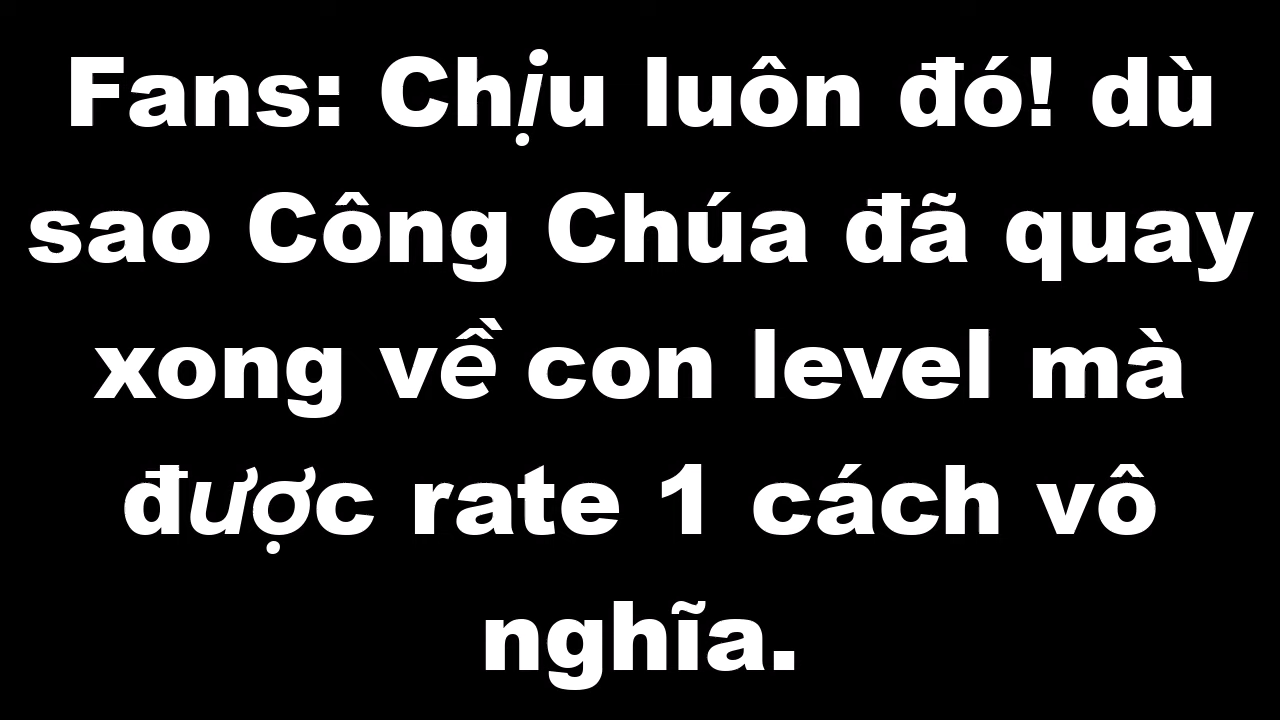 Fans: Chịu luôn đó! dù
sao Công Chúa đã quay
xong về con level mà
được rate 1 cách vô
nghĩa.